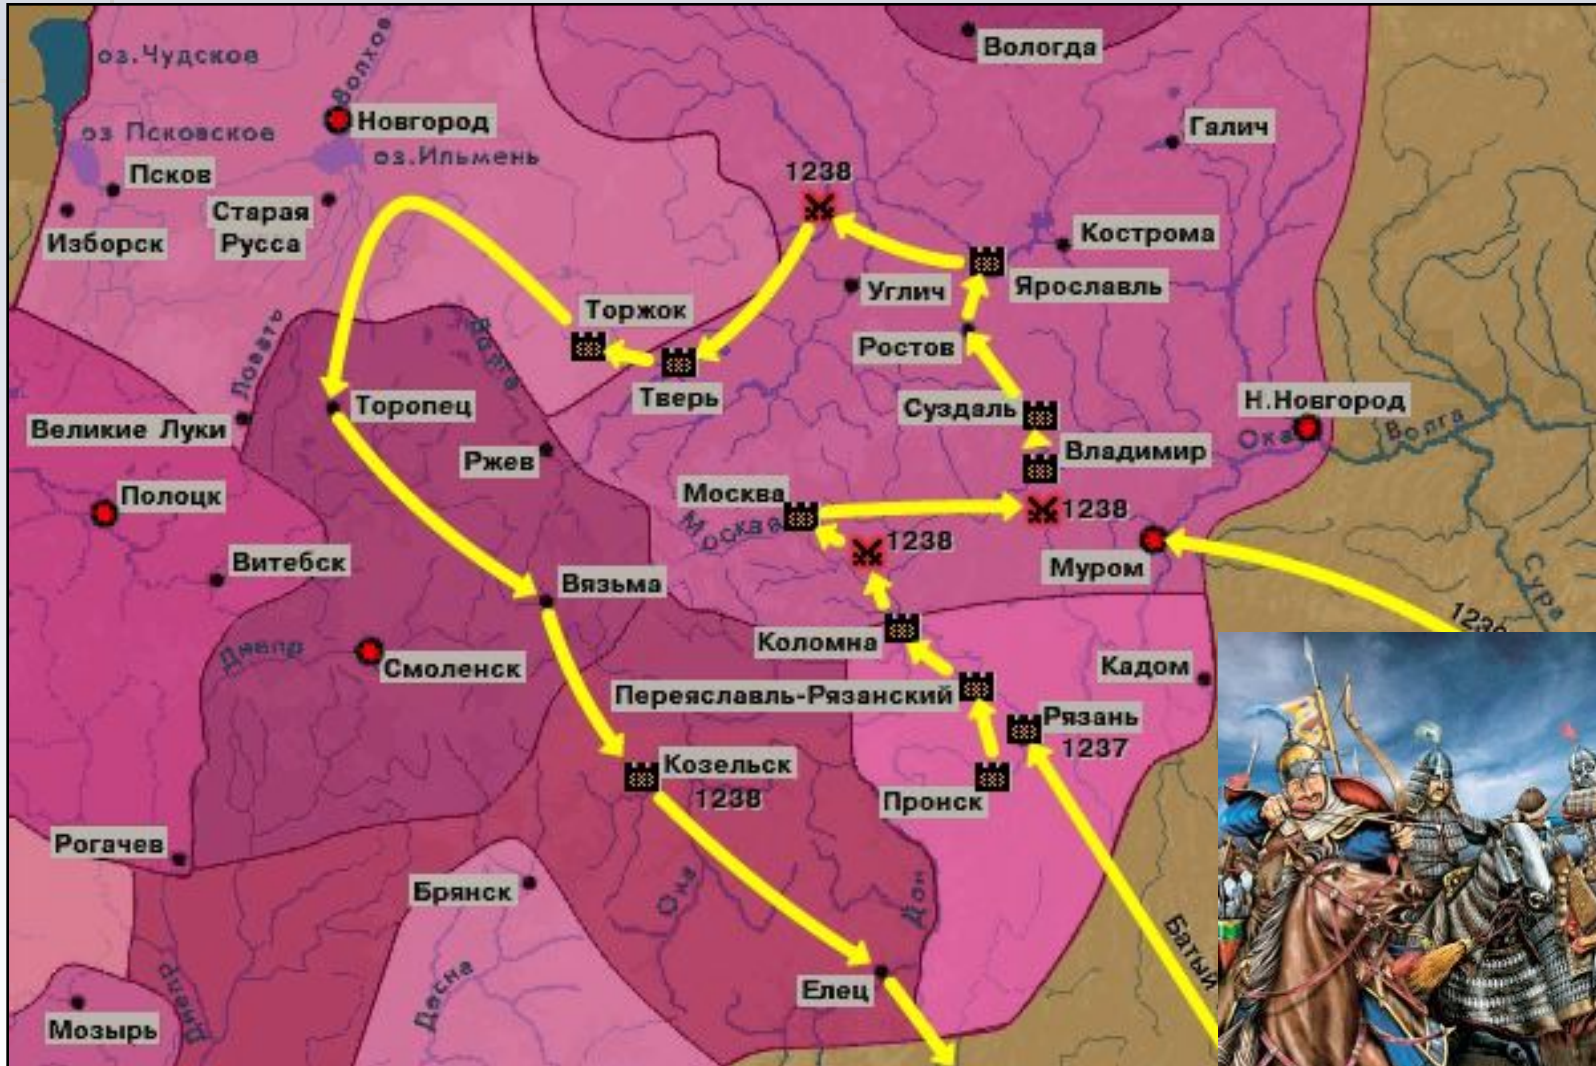 Вологда
оз.Чудское
Волхов
Галич
Новгород
оз Псковское
оз.Ильмень
Псков
1238
Старая
Русса
Изборск
Кострома
Углич
Ярославль
Торжок
Ловать
Волга
Ростов
Тверь
Торопец
Великие Луки
Суздаль
Н.Новгород
Ока
Волга
Ржев
Владимир
Полоцк
Москва
Москва
1238
1238
Витебск
Муром
Сура
Вязьма
Коломна
Днепр
Смоленск
Кадом
Переяславль-Рязанский
Рязань
1237
Козельск
1238
Пронск
Рогачев
Брянск
Ока
Дон
Батый
Десна
Елец
Днепр
Мозырь